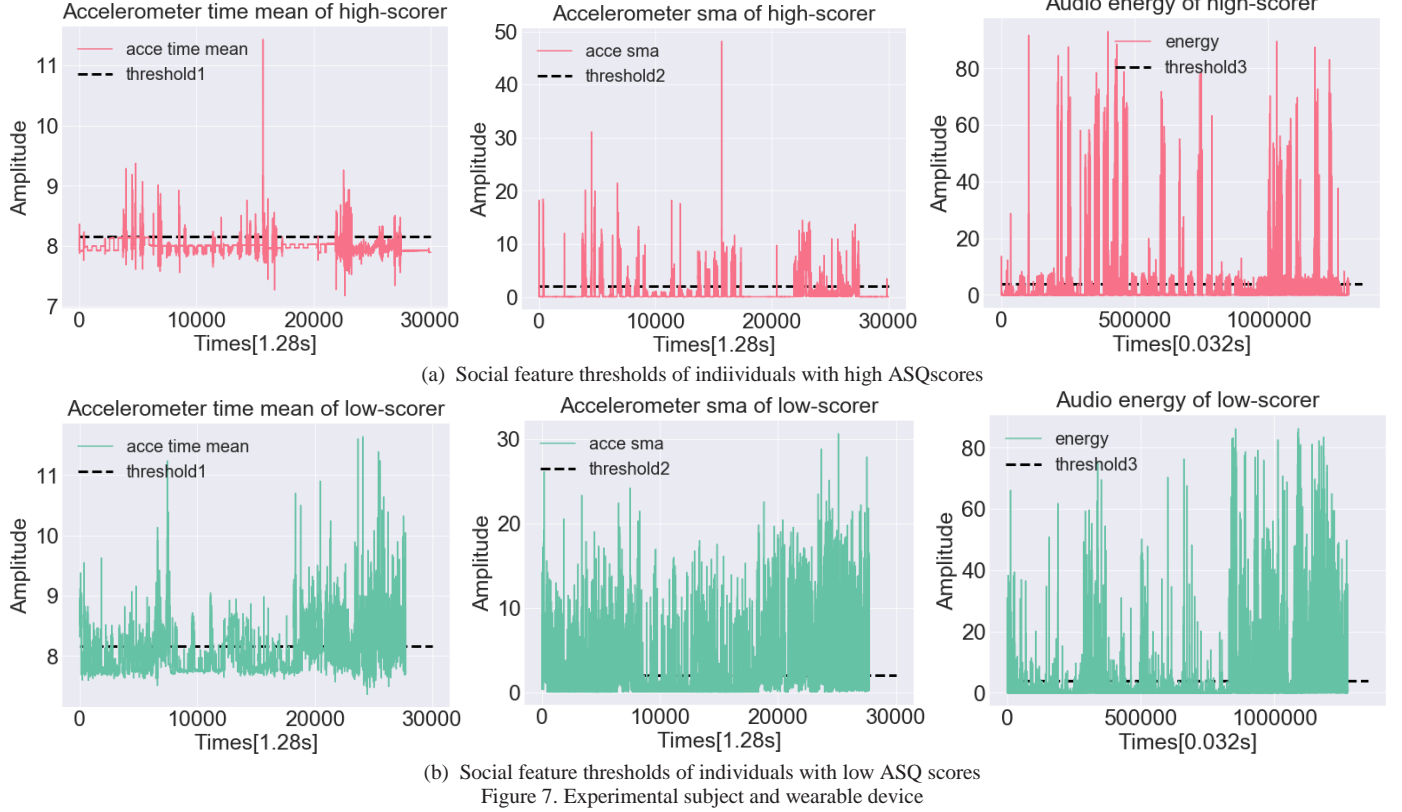 Accelerometer time mean of high-scorer
acce time mean
threshold1
11
10
9
8
7
Amplitude
0 10000 20000 30000
Times[1.28s]
Accelerometer sma of high-scorer
acce sma
threshold2
50
40
30
20
10
0
Amplitude
0 10000 20000 30000
Times[1.28s]
Audio energy of high-scorer
energy
threshold3
80
60
40
20
0
Amplitude
0 500000 1000000
Times[0.032s]
(a) Social feature thresholds of indiividuals with high ASQscores
Accelerometer time mean of low-scorer
acce time mean
threshold1
11
10
9
8
Amplitude
0 10000 20000 30000
Times[1.28s]
Accelerometer sma of low-scorer
acce sma
threshold2
30
20
10
0
Amplitude
0 10000 20000 30000
Times[1.28s]
Audio energy of low-scorer
energy
threshold3
80
60
40
20
0
Amplitude
0 500000 1000000
Times[0.032s]
(b) Social feature thresholds of individuals with low ASQ scores
Figure 7. Experimental subject and wearable device